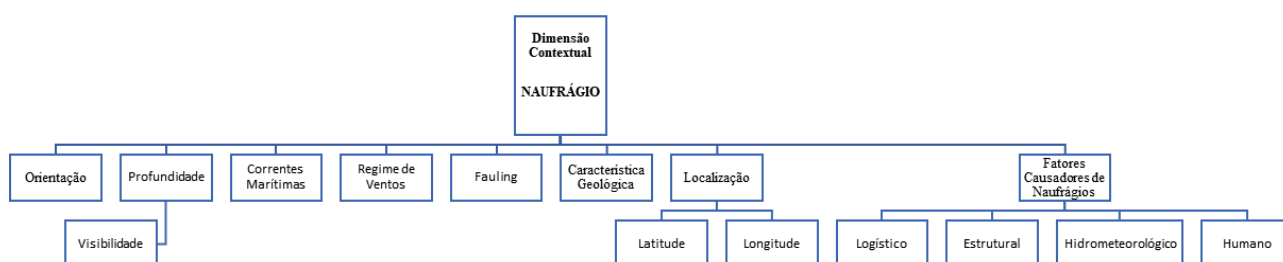 Dimensão
Contextual
NAUFRÁGIO
Orientação
Profundidade
Correntes
Marítimas
Regime de
Ventos
Fauling
Característica
Geológica
Localização
Fatores
Causadores de
Naufrágios
Visibilidade
Latitude
Longitude
Logístico
Estrutural
Hidrometeorológico
Humano